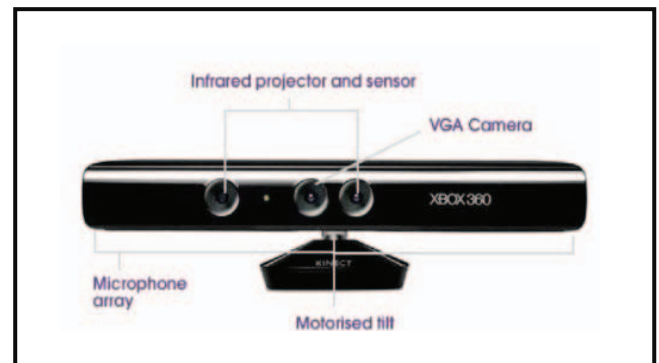 Infrared projector and sensor
VGA Camera
XBOX 360
KINECT
Microphone
array
Motorised tilt